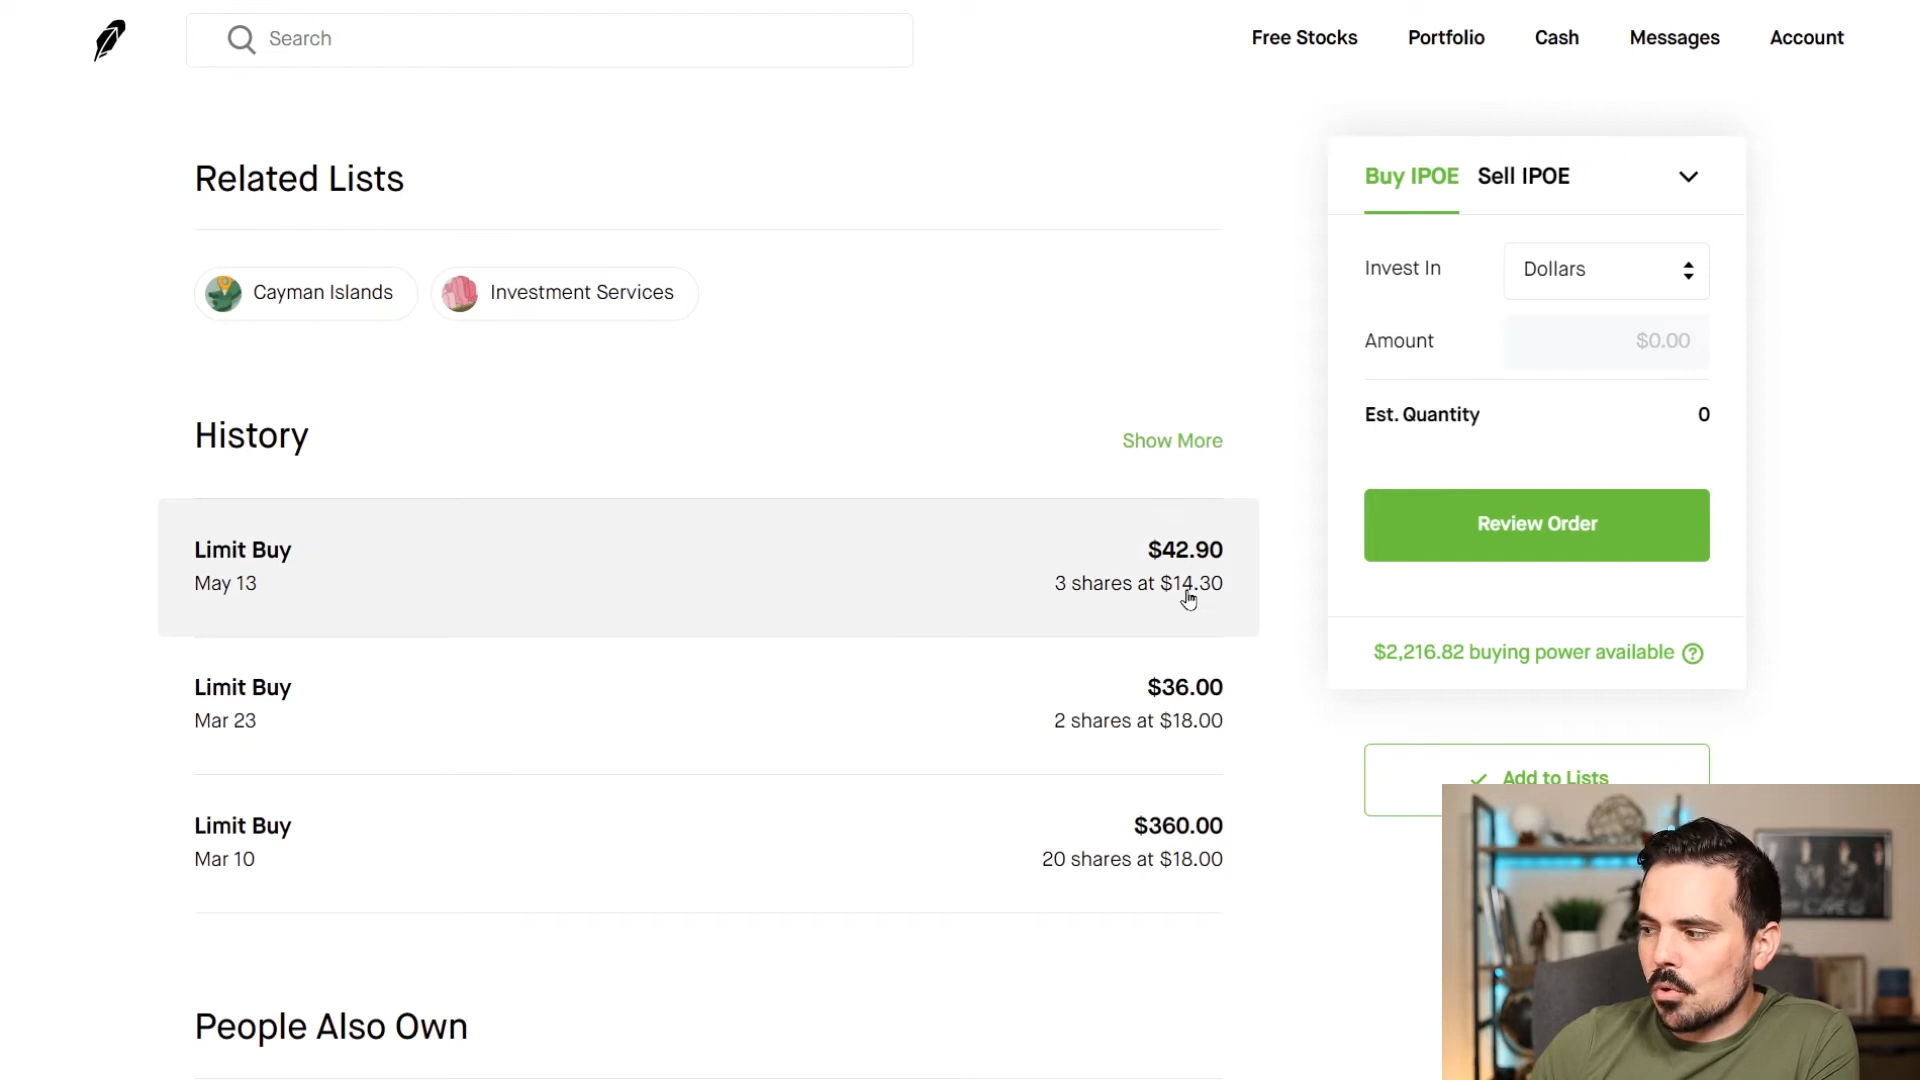 Search
Free Stocks
Portfolio
Cash
Messages
Account
Related Lists
Cayman Islands
Investment Services
History
Show More
Limit Buy
$42.90
May 13
3 shares at $14.30
Limit Buy
$36.00
Mar 23
2 shares at $18.00
Limit Buy
$360.00
Mar 10
20 shares at $18.00
People Also Own
Buy IPOE
Sell IPOE
Invest In
Dollars
Amount
$0.00
Est. Quantity
0
Review Order
$2,216.82 buying power available
Add to Lists